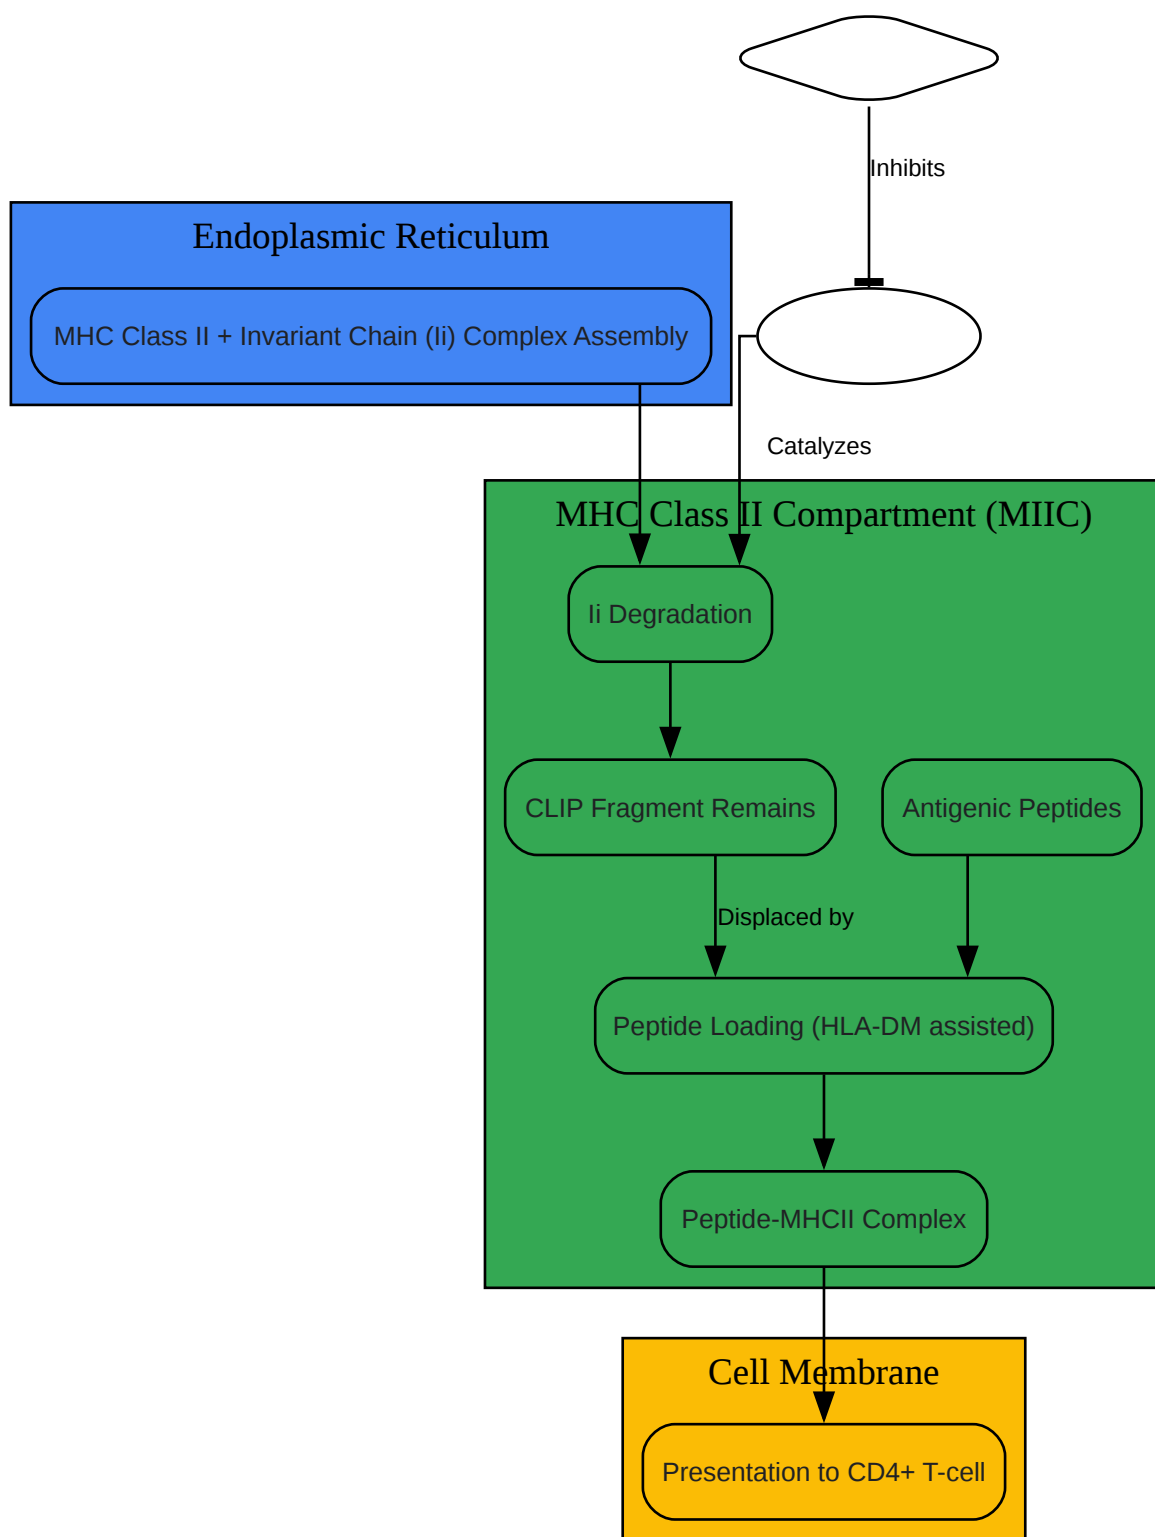 Inhibits
Endoplasmic Reticulum
MHC Class II + Invariant Chain (Ii) Complex Assembly
Catalyzes
MHC Class II Compartment (MIIC)
Ii Degradation
CLIP Fragment Remains
Antigenic Peptides
Displaced by
Peptide Loading (HLA-DM assisted)
Peptide-MHCII Complex
Cell Membrane
Presentation to CD4+ T-cell